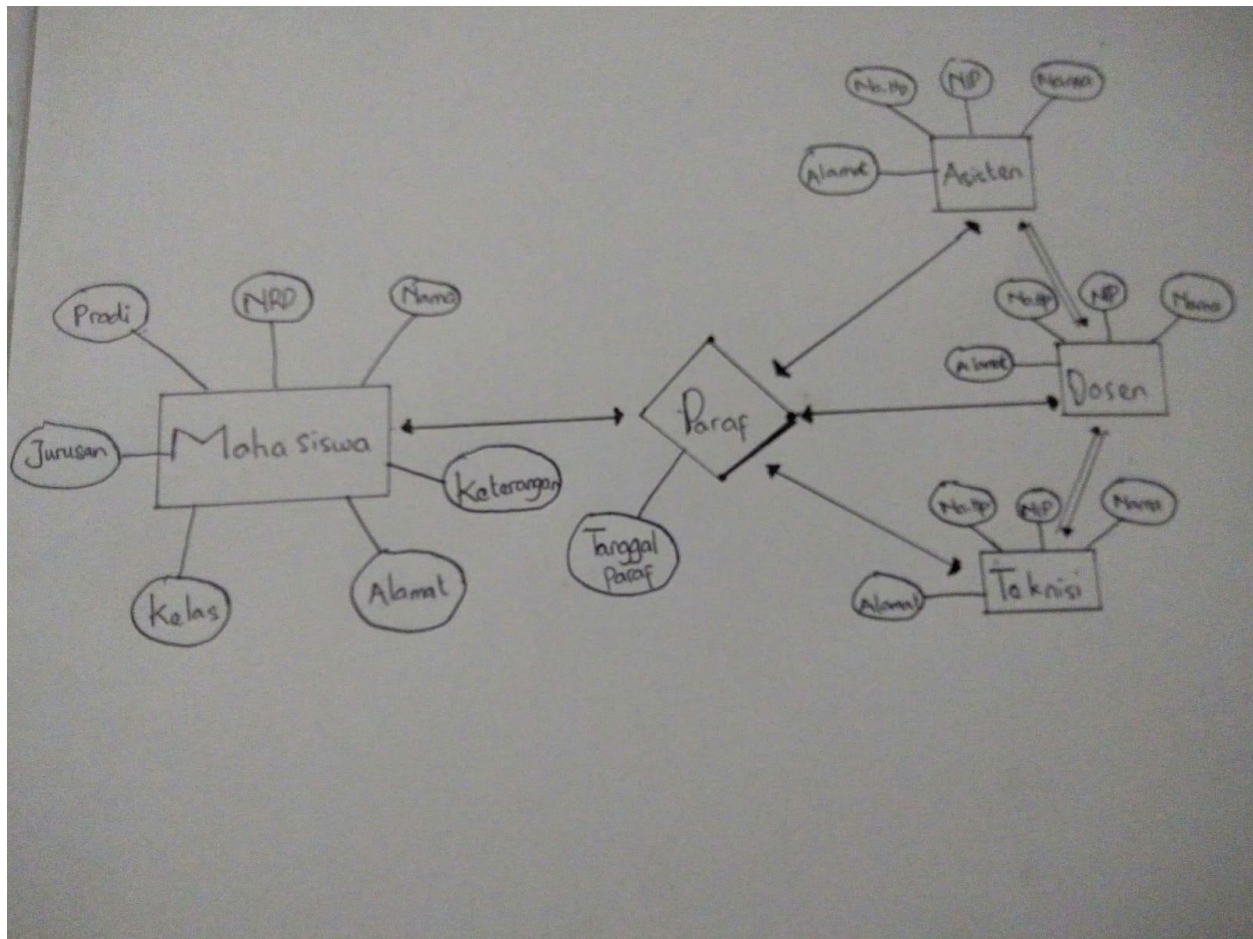 No.Hp
NIP
Nama
Alamat
Asisten
Prodi
NRP
Nama
No.Hp
NIP
Nama
Alamat
Dosen
Paraf
Jurusan
Mahasiswa
Keterangan
No.Hp
NIP
Nama
Tanggal
Paraf
Alamat
Teknisi
Kelas
Alamat